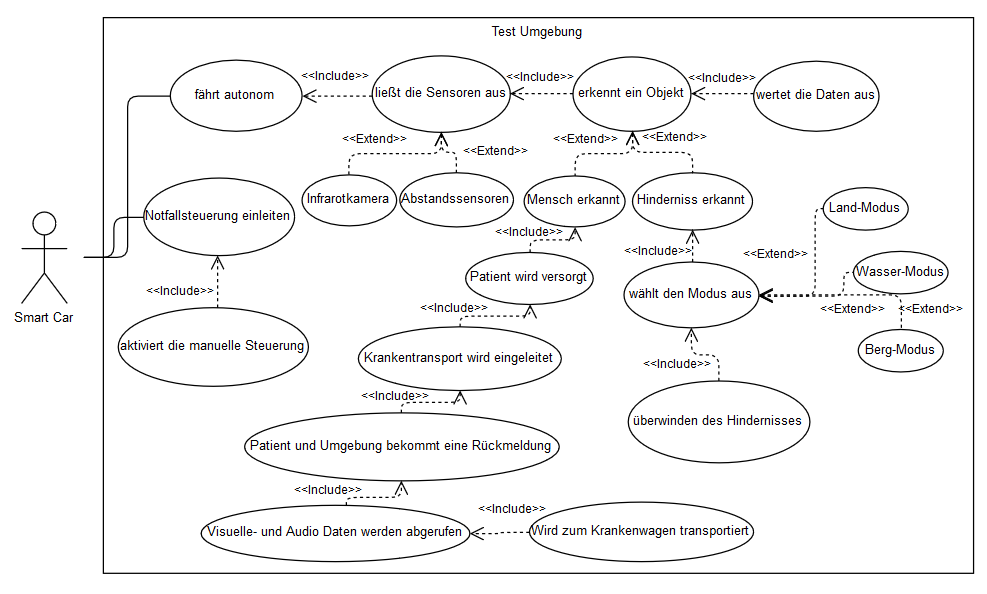 Test Umgebung
<<Include>>
<<Include>>
<<Include>>
fährt autonom
ließt die Sensoren aus
erkennt ein Objekt
wertet die Daten aus
<<Extend>>
<<Extend>>
<<Extend>>
<<Extend>>
Infrarotkamera
Abstandssensoren
Mensch erkannt
Hinderniss erkannt
Land-Modus
Notfallsteuerung einleiten
<<Include>>
<<Include>>
<<Extend>>
Patient wird versorgt
Wasser-Modus
<<Include>>
wählt den Modus aus
<<Include>>
<<Extend>>
<<Extend>>
Smart Car
aktiviert die manuelle Steuerung
Krankentransport wird eingeleitet
Berg-Modus
<<Include>>
<<Include>>
überwinden des Hindernisses
Patient und Umgebung bekommt eine Rückmeldung
<<Include>>
<<Include>>
Visuelle- und Audio Daten werden abgerufen
Wird zum Krankenwagen transportiert